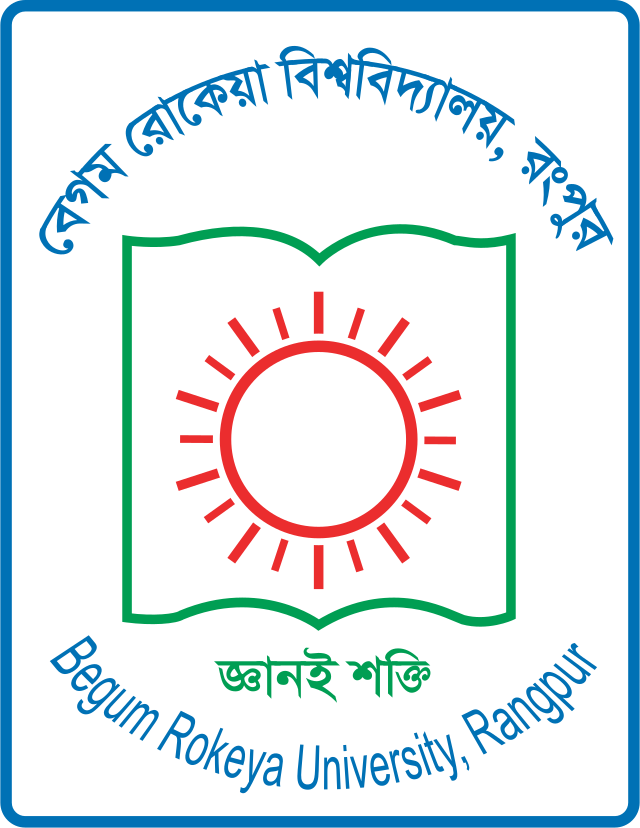 বেগম রোকেয়া বিশ্ববিদ্যালয়, রংপুর
জ্ঞানই শক্তি
Begum Rokeya University, Rangpur